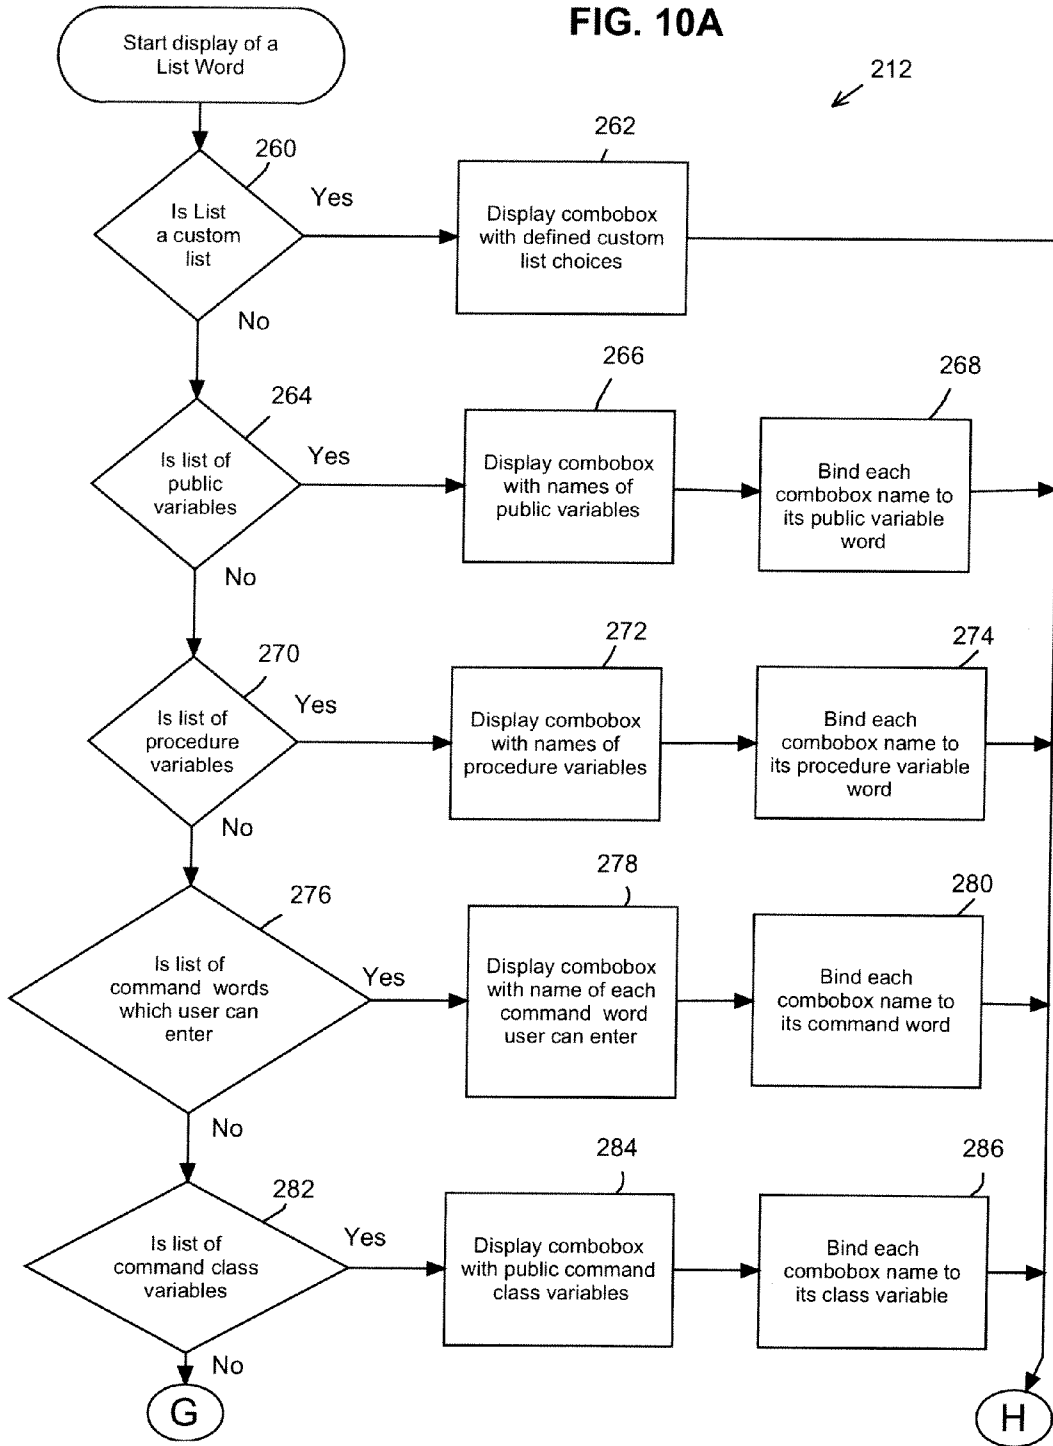 FIG. 10A
212
Start display of a
List Word
260
Is List
a custom
list
Yes
262
Display combobox
with defined custom
list choices
No
264
Is list of
public
variables
Yes
266
Display combobox
with names of
public variables
268
Bind each
combobox name to
its public variable
word
No
270
Is list of
procedure
variables
Yes
272
Display combobox
with names of
procedure variables
274
Bind each
combobox name to
its procedure variable
word
No
276
Is list of
command words
which user can
enter
Yes
278
Display combobox
with name of each
command word
user can enter
280
Bind each
combobox name to
its command word
No
282
Is list of
command class
variables
Yes
284
Display combobox
with public command
class variables
286
Bind each
combobox name to
its class variable
No
G
H